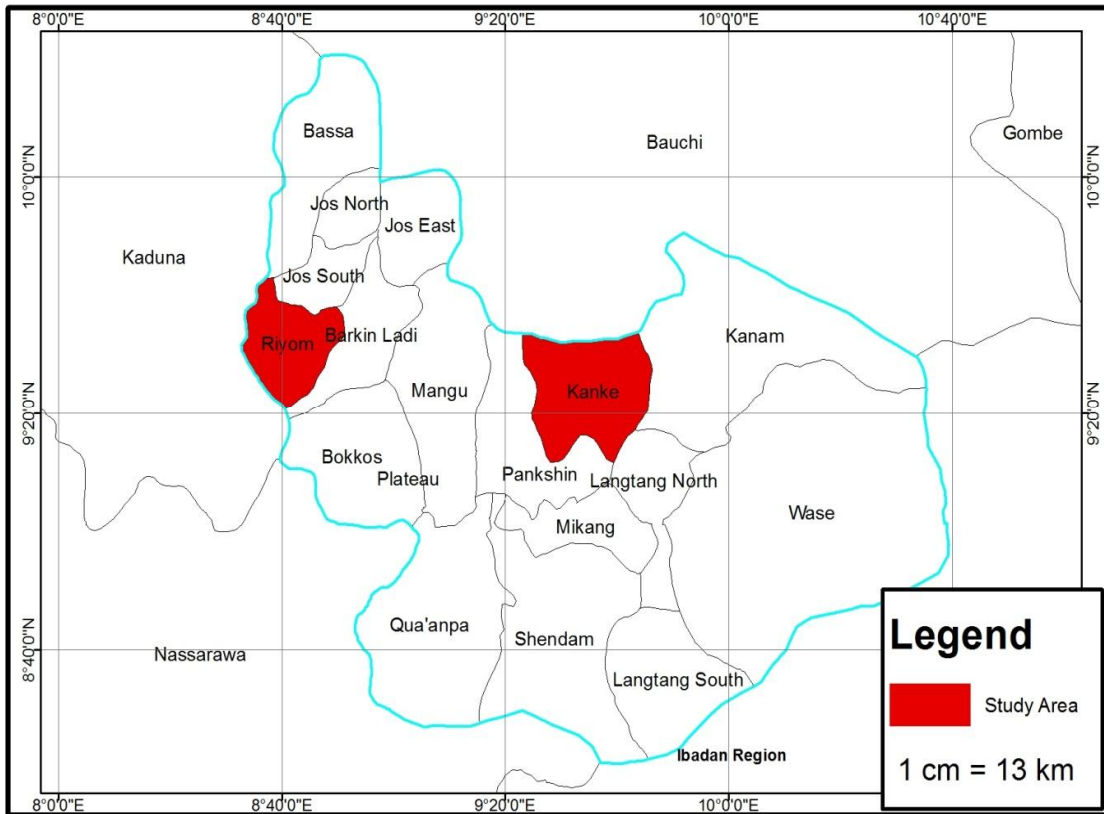 8°0'0"E
8°40'0"E
9°20'0"E
10°0'0"E
10°40'0"E
Bassa
Bauchi
Gombe
10°0'0"N
10°0'0"N
Jos North
Jos East
Kaduna
Jos South
Riyom
Barkin Ladi
Kanam
Mangu
Kanke
9°20'0"N
9°20'0"N
Bokkos
Plateau
Pankshin
Langtang North
Mikang
Wase
Qua'anpa
Shendam
Nassarawa
Langtang South
8°40'0"N
8°40'0"N
Ibadan Region
Legend
Study Area
1 cm = 13 km
8°0'0"E
8°40'0"E
9°20'0"E
10°0'0"E
10°40'0"E